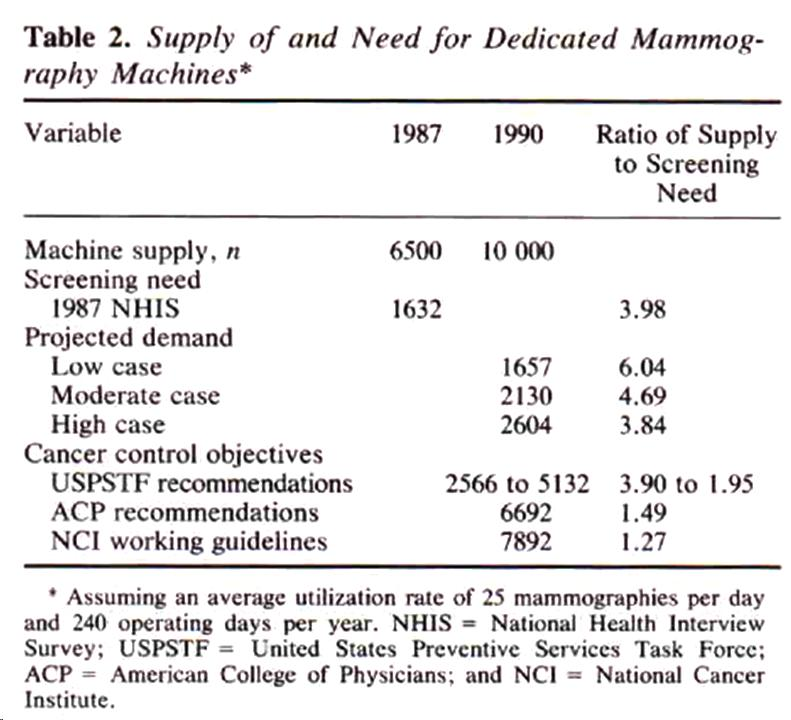 Table 2. Supply of and Need for Dedicated Mammog-
raphy Machines*
Variable 1987 1990 Ratio of Supply
to Screening
Need
Machine supply, n 6500 10 000
Screening need
1987 NHIS 1632 3.98
Projected demand
Low case 1657 6.04
Moderate case 2130 4.69
High case 2604 3.84
Cancer control objectives
USPSTF recommendations 2566 to 5132 3.90 to 1.95
ACP recommendations 6692 1.49
NCI working guidelines 7892 1.27
* Assuming an average utilization rate of 25 mammographies per day
and 240 operating days per year. NHIS = National Health Interview
Survey; USPSTF = United States Preventive Services Task Force;
ACP = American College of Physicians; and NCI = National Cancer
Institute.